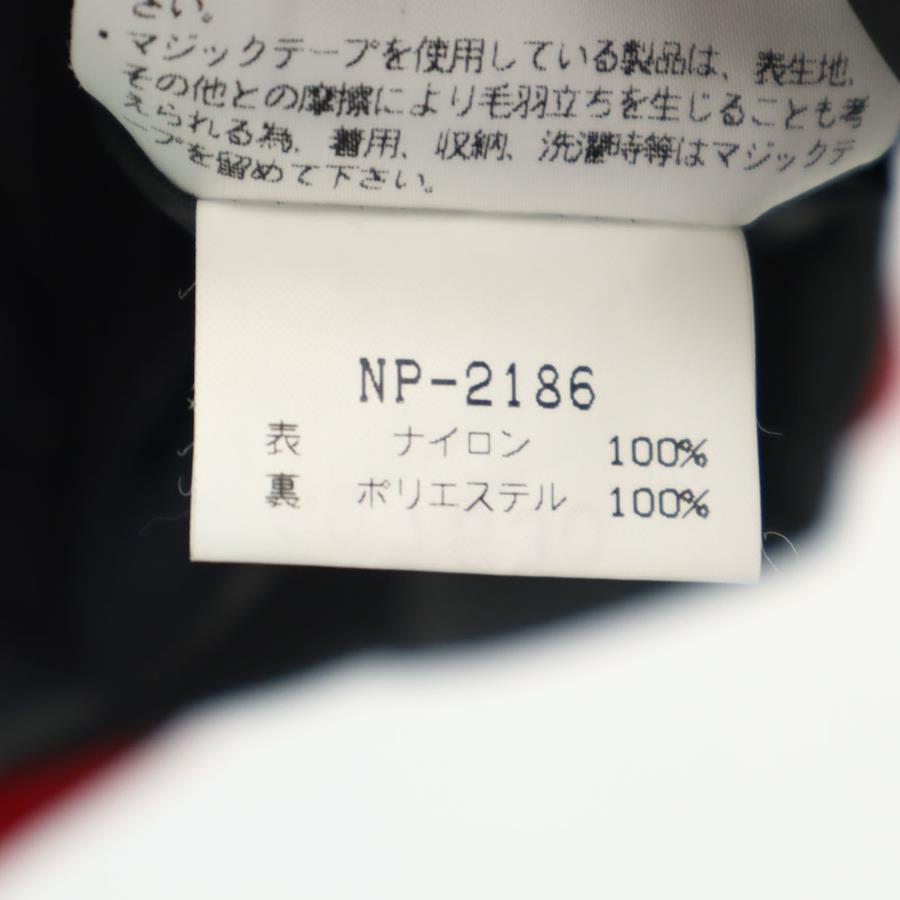 さい。
・マジックテープを使用している製品は、表生地、
その他との摩擦により毛羽立ちを生じることも考
えられる為、着用、収納、洗濯時等はマジックテ
ープを留めて下さい。
NP-2186
表 ナイロン 100%
裏 ポリエステル 100%